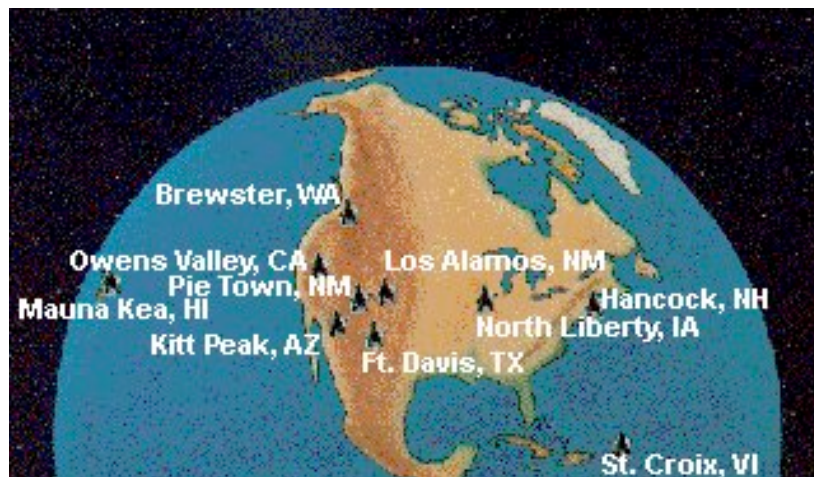 Brewster, WA
Owens Valley, CA
Los Alamos, NM
Pie Town, NM
Mauna Kea, HI
Hancock, NH
North Liberty, IA
Kitt Peak, AZ
Ft. Davis, TX
St. Croix, VI